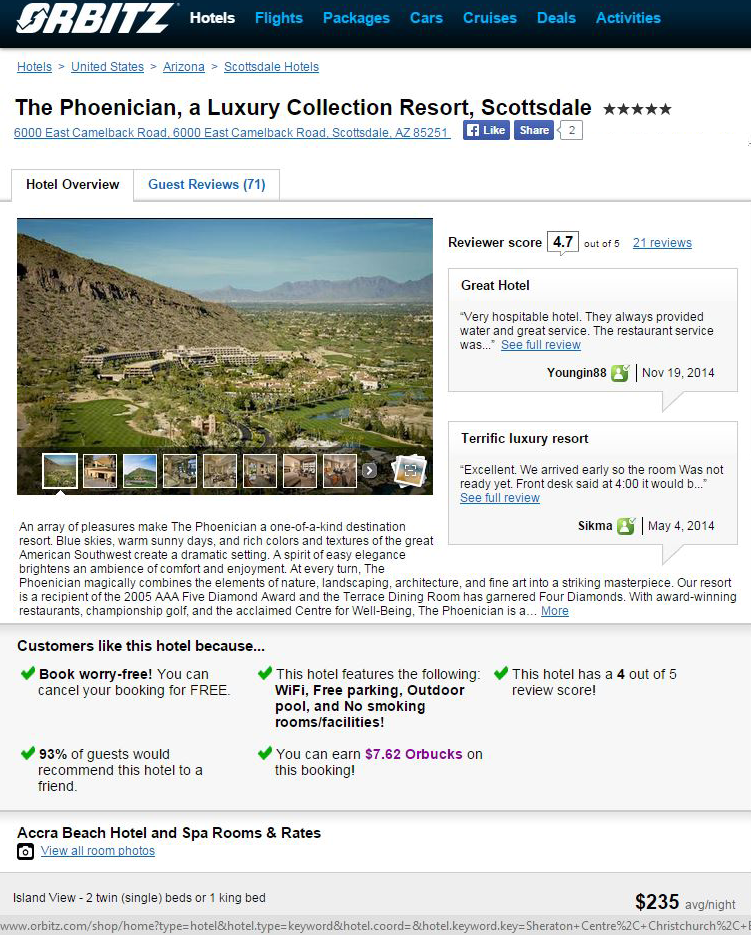 ORBITZ Hotels Flights Packages Cars Cruises Deals Activities
Hotels > United States > Arizona > Scottsdale Hotels
The Phoenician, a Luxury Collection Resort, Scottsdale ★★★★★
6000 East Camelback Road, 6000 East Camelback Road, Scottsdale, AZ 85251 Like Share 2
Hotel Overview Guest Reviews (71)
Reviewer score 4.7 out of 5 21 reviews
Great Hotel
“Very hospitable hotel. They always provided
water and great service. The restaurant service
was...” See full review
Youngin88 | Nov 19, 2014
Terrific luxury resort
“Excellent. We arrived early so the room Was not
ready yet. Front desk said at 4:00 it would b...”
See full review
Sikma | May 4, 2014
An array of pleasures make The Phoenician a one-of-a-kind destination
resort. Blue skies, warm sunny days, and rich colors and textures of the great
American Southwest create a dramatic setting. A spirit of easy elegance
brightens an ambience of comfort and enjoyment. At every turn, The
Phoenician magically combines the elements of nature, landscaping, architecture, and fine art into a striking masterpiece. Our resort
is a recipient of the 2005 AAA Five Diamond Award and the Terrace Dining Room has garnered Four Diamonds. With award-winning
restaurants, championship golf, and the acclaimed Centre for Well-Being, The Phoenician is a... More
Customers like this hotel because...
Book worry-free! You can
cancel your booking for FREE.
This hotel features the following:
WiFi, Free parking, Outdoor
pool, and No smoking
rooms/facilities!
This hotel has a 4 out of 5
review score!
93% of guests would
recommend this hotel to a
friend.
You can earn $7.62 Orbucks on
this booking!
Accra Beach Hotel and Spa Rooms & Rates
View all room photos
Island View - 2 twin (single) beds or 1 king bed
$235 avg/night
www.orbitz.com/shop/home?type=hotel&hotel.type=keyword&hotel.coord=&hotel.keyword.key=Sheraton+Centre%2C+Christchurch%2C+